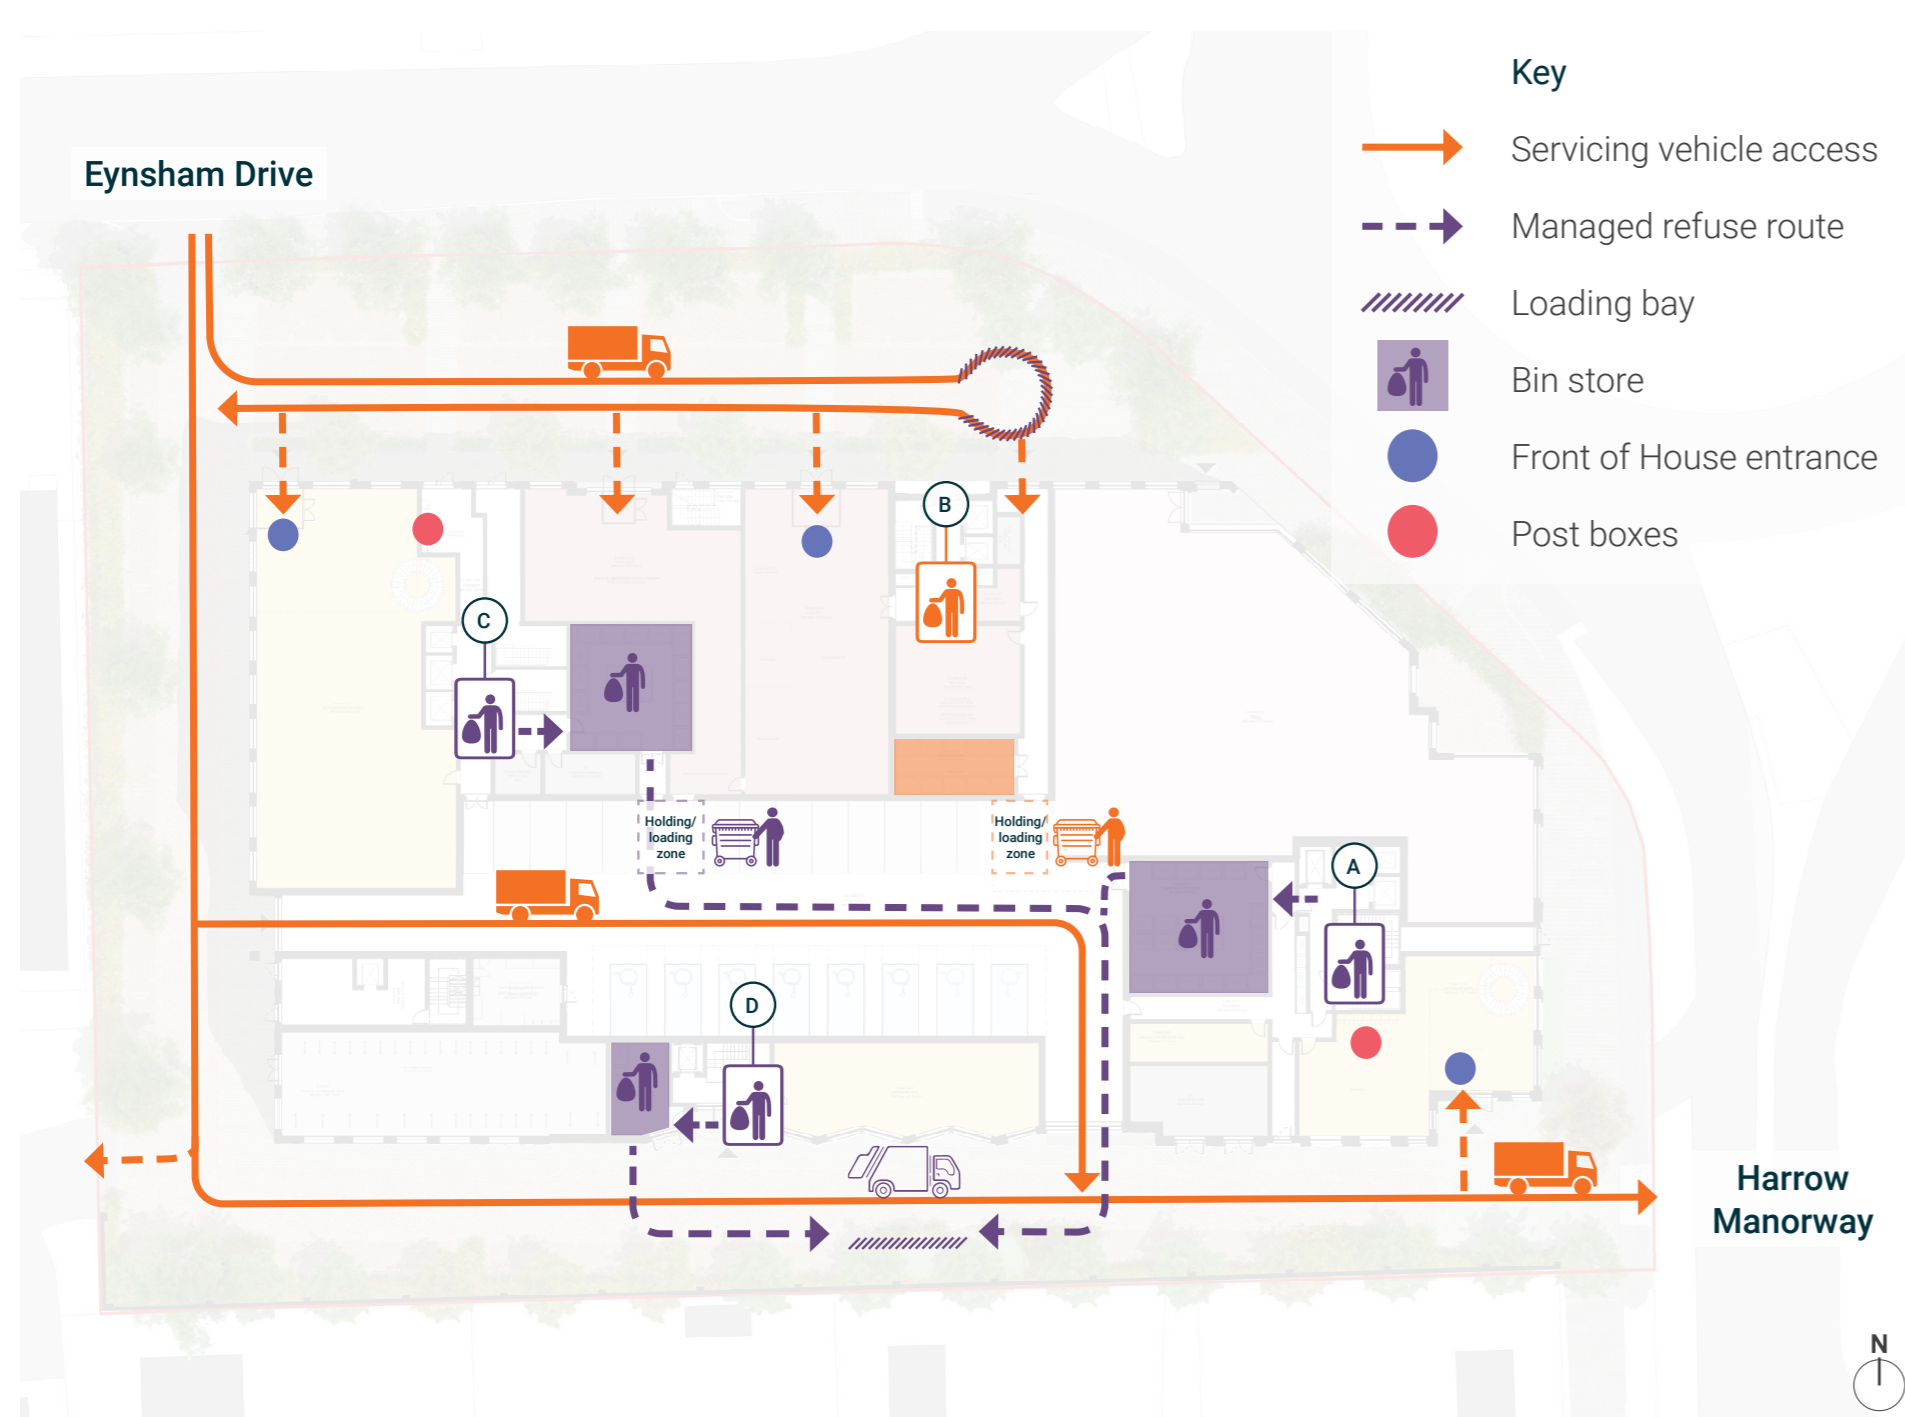 Key
Servicing vehicle access
Managed refuse route
Loading bay
Bin store
Front of House entrance
Post boxes
Eynsham Drive
B
C
Holding/
loading
zone
Holding/
loading
zone
A
D
Harrow
Manorway
N